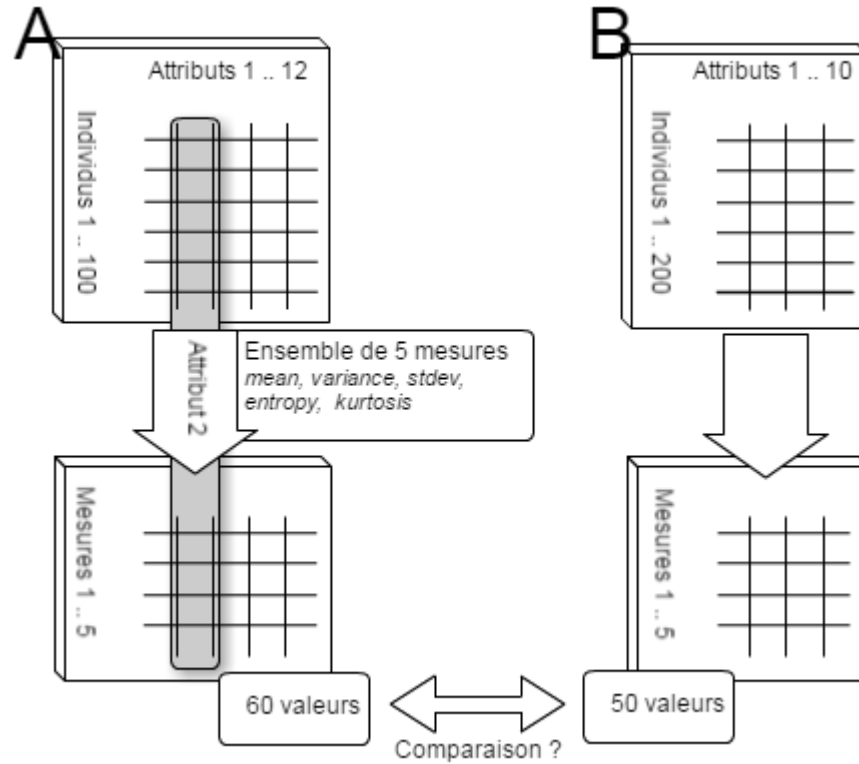 A
Attributs 1 .. 12
Individus 1 .. 100
Attribut 2
Ensemble de 5 mesures
mean, variance, stdev,
entropy, kurtosis
Mesures 1 .. 5
60 valeurs
Comparaison ?
B
Attributs 1 .. 10
Individus 1 .. 200
Mesures 1 .. 5
50 valeurs